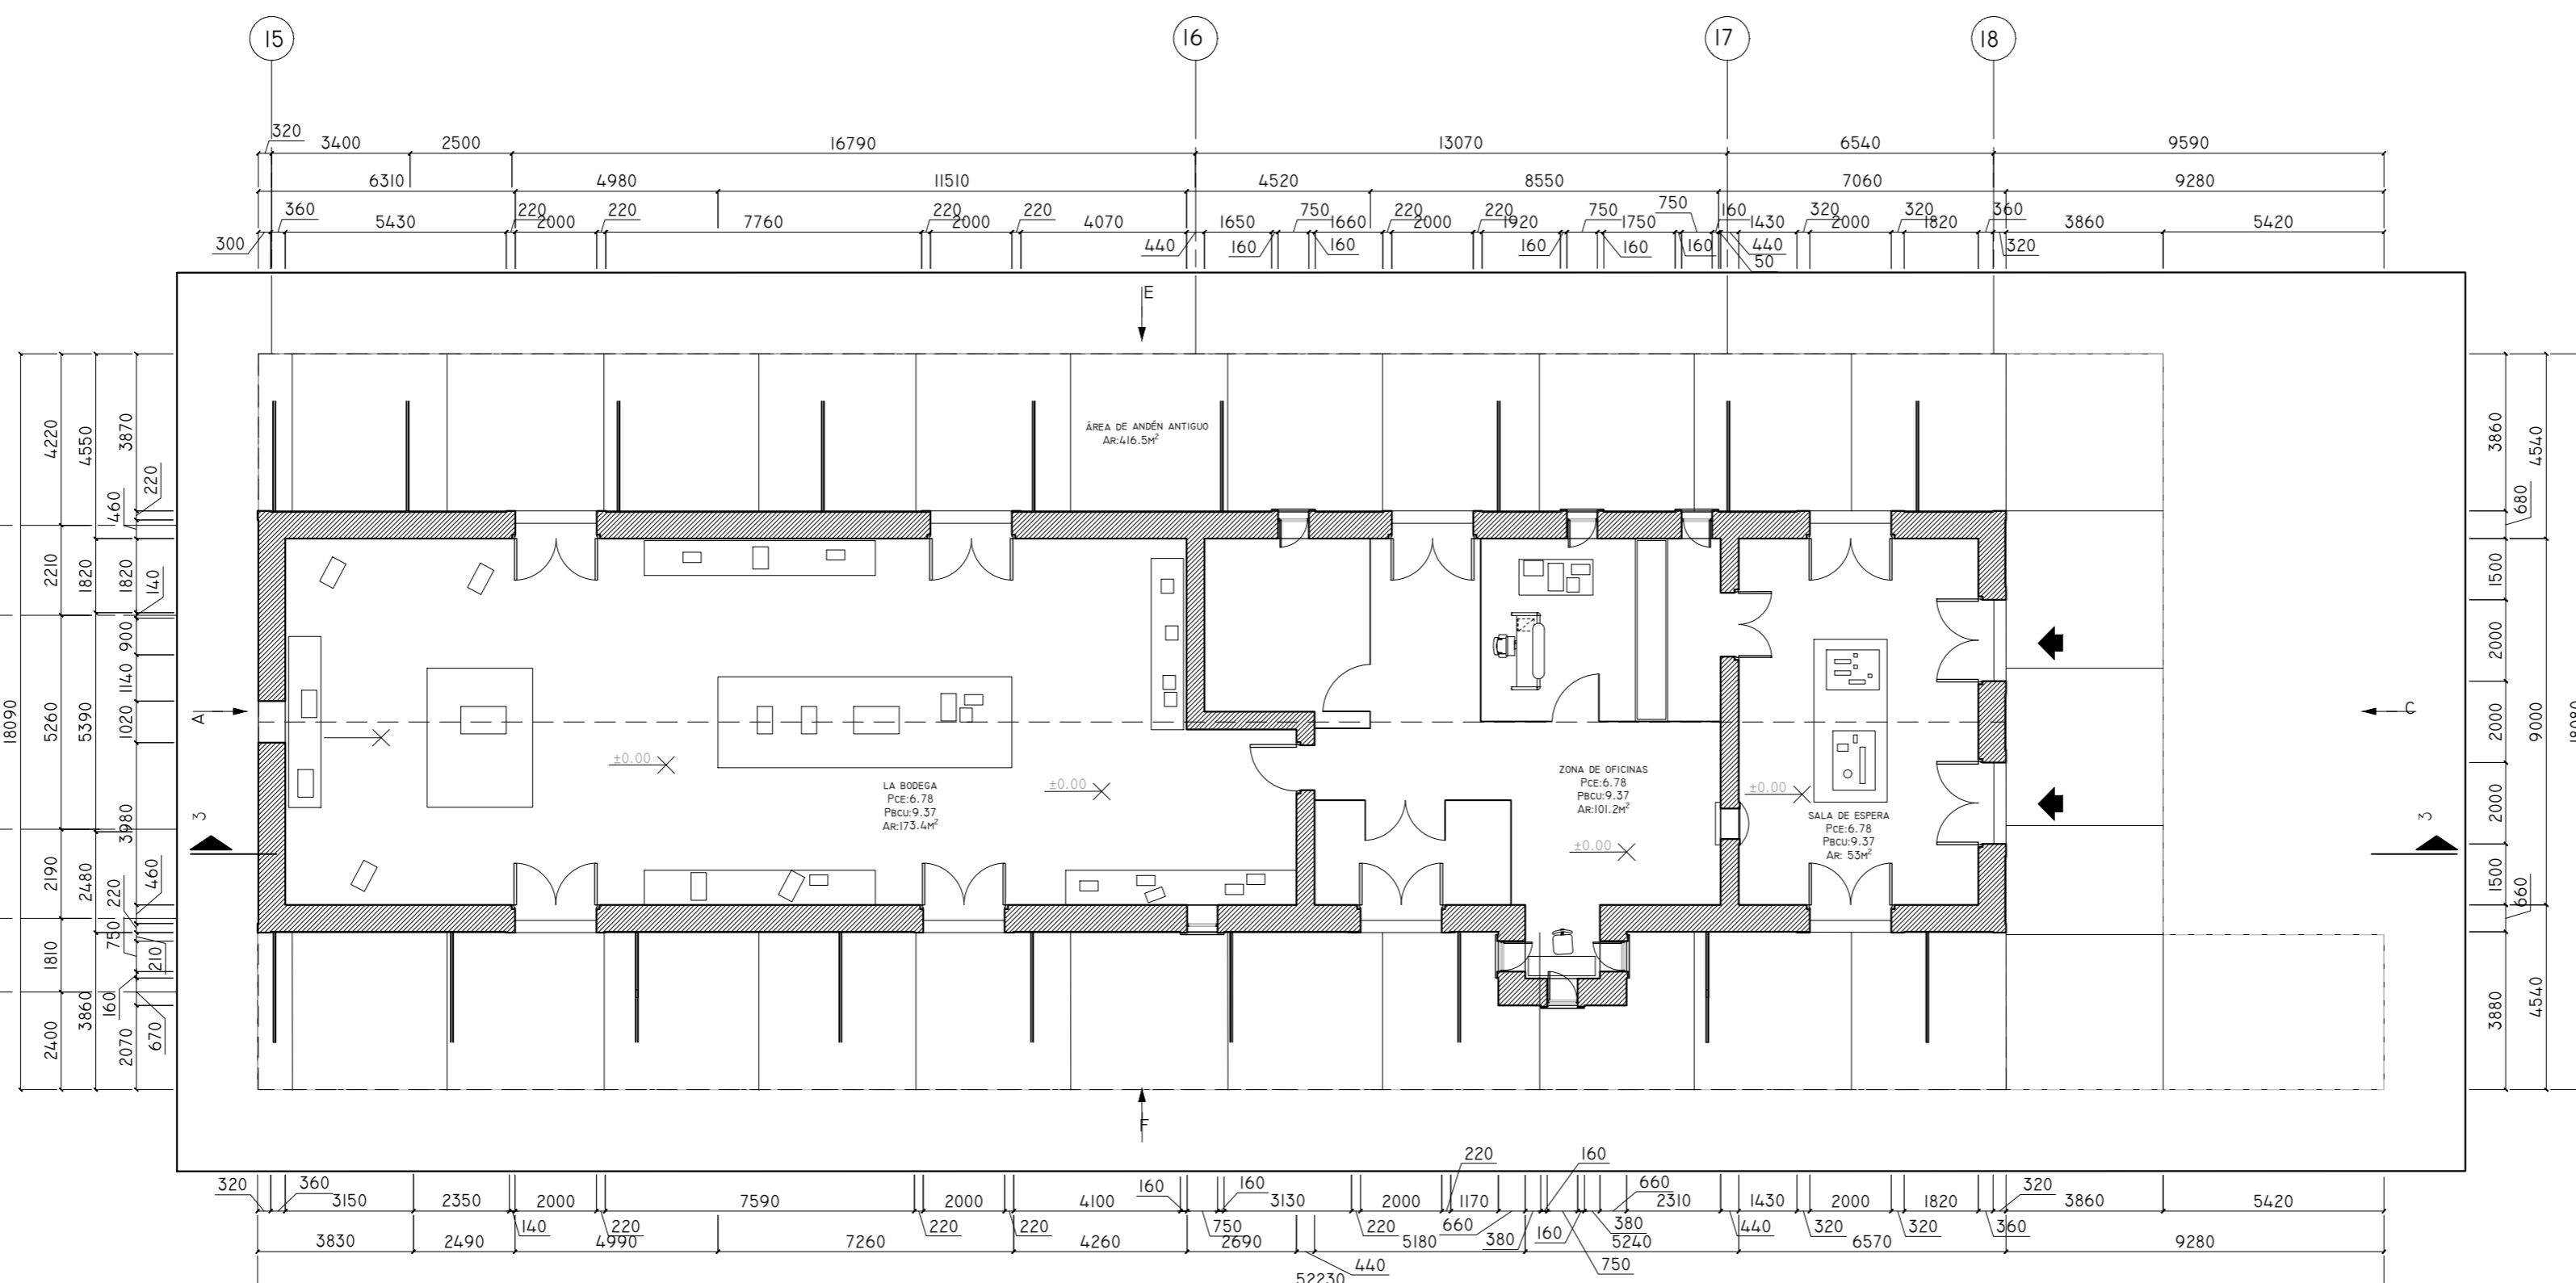 15 16 17 18
320
3400 2500 16790 13070 6540 9590
6310 4980 11510 4520 8550 7060 9280
360 220 220 220 220 750 220 220 750 750 160 320 320 360
5430 2000 7760 2000 4070 1650 1660 2000 1920 1750 1430 2000 1820 3860 5420
300 440 160 160 160 160 160 440 320
50
E
ÁREA DE ANDÉN ANTIGUO
AR:416.5M²
18090
4220 2210 5260 2190 1810 2400
4550 1820 5390 2480 3860
3870 220 460 1820 140 900 1140 1020 3980 460 220 750 210 160 2070 670
A
3
±0.00
±0.00
LA BODEGA
PCE:6.78
PBCU:9.37
AR:173.4M²
ZONA DE OFICINAS
PCE:6.78
PBCU:9.37
AR:101.2M²
±0.00
±0.00
SALA DE ESPERA
PCE:6.78
PBCU:9.37
AR: 53M²
C
3
3860 680 1500 2000 2000 2000 1500 660 3880
4540 9000 4540
18080
F
220 160
320 360 160 160 660 320
3150 2350 2000 7590 2000 4100 3130 2000 1170 2310 1430 2000 1820 3860 5420
140 220 220 220 750 220 660 380 160 380 440 320 320 360
3830 2490 4990 7260 4260 2690 5180 5240 6570 9280
440 750
52230